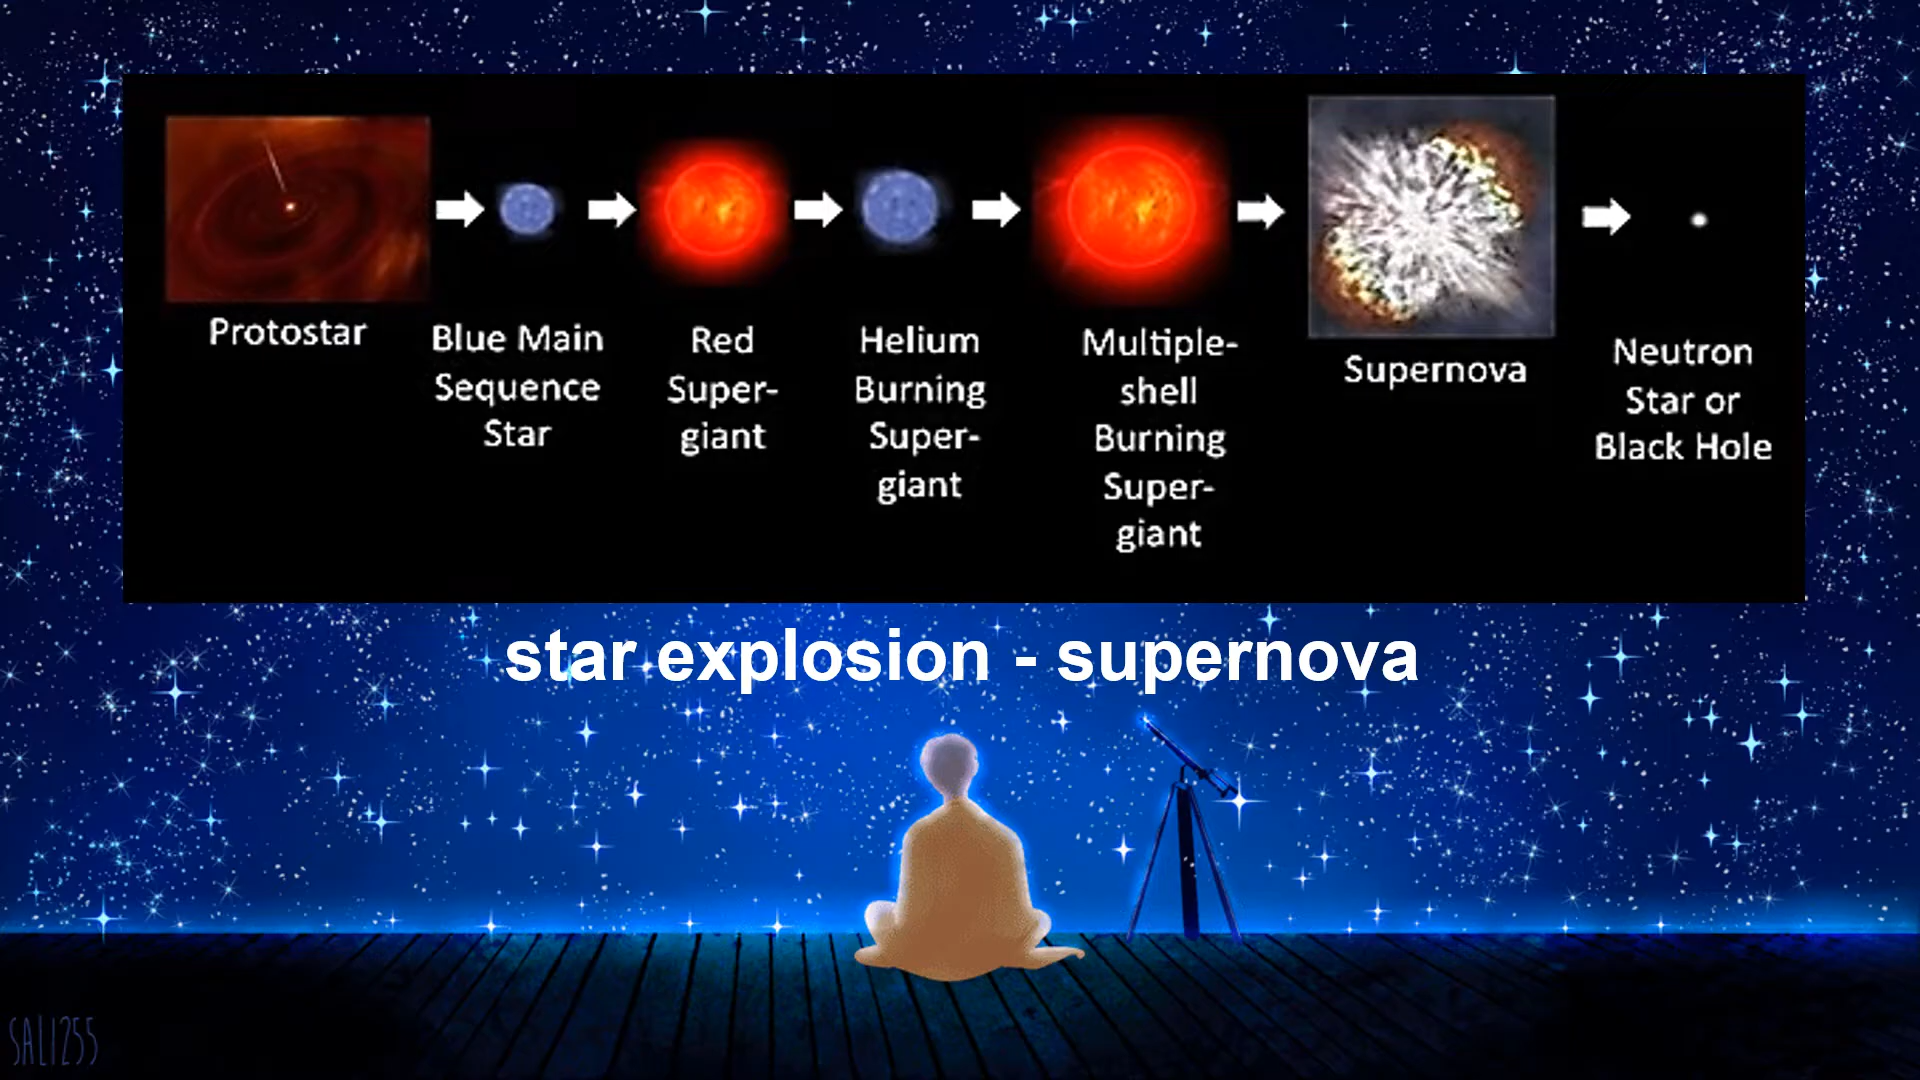 Protostar
Blue Main
Sequence
Star
Red
Super-
giant
Helium
Burning
Super-
giant
Multiple-
shell
Burning
Super-
giant
Supernova
Neutron
Star or
Black Hole
star explosion - supernova
SALI255